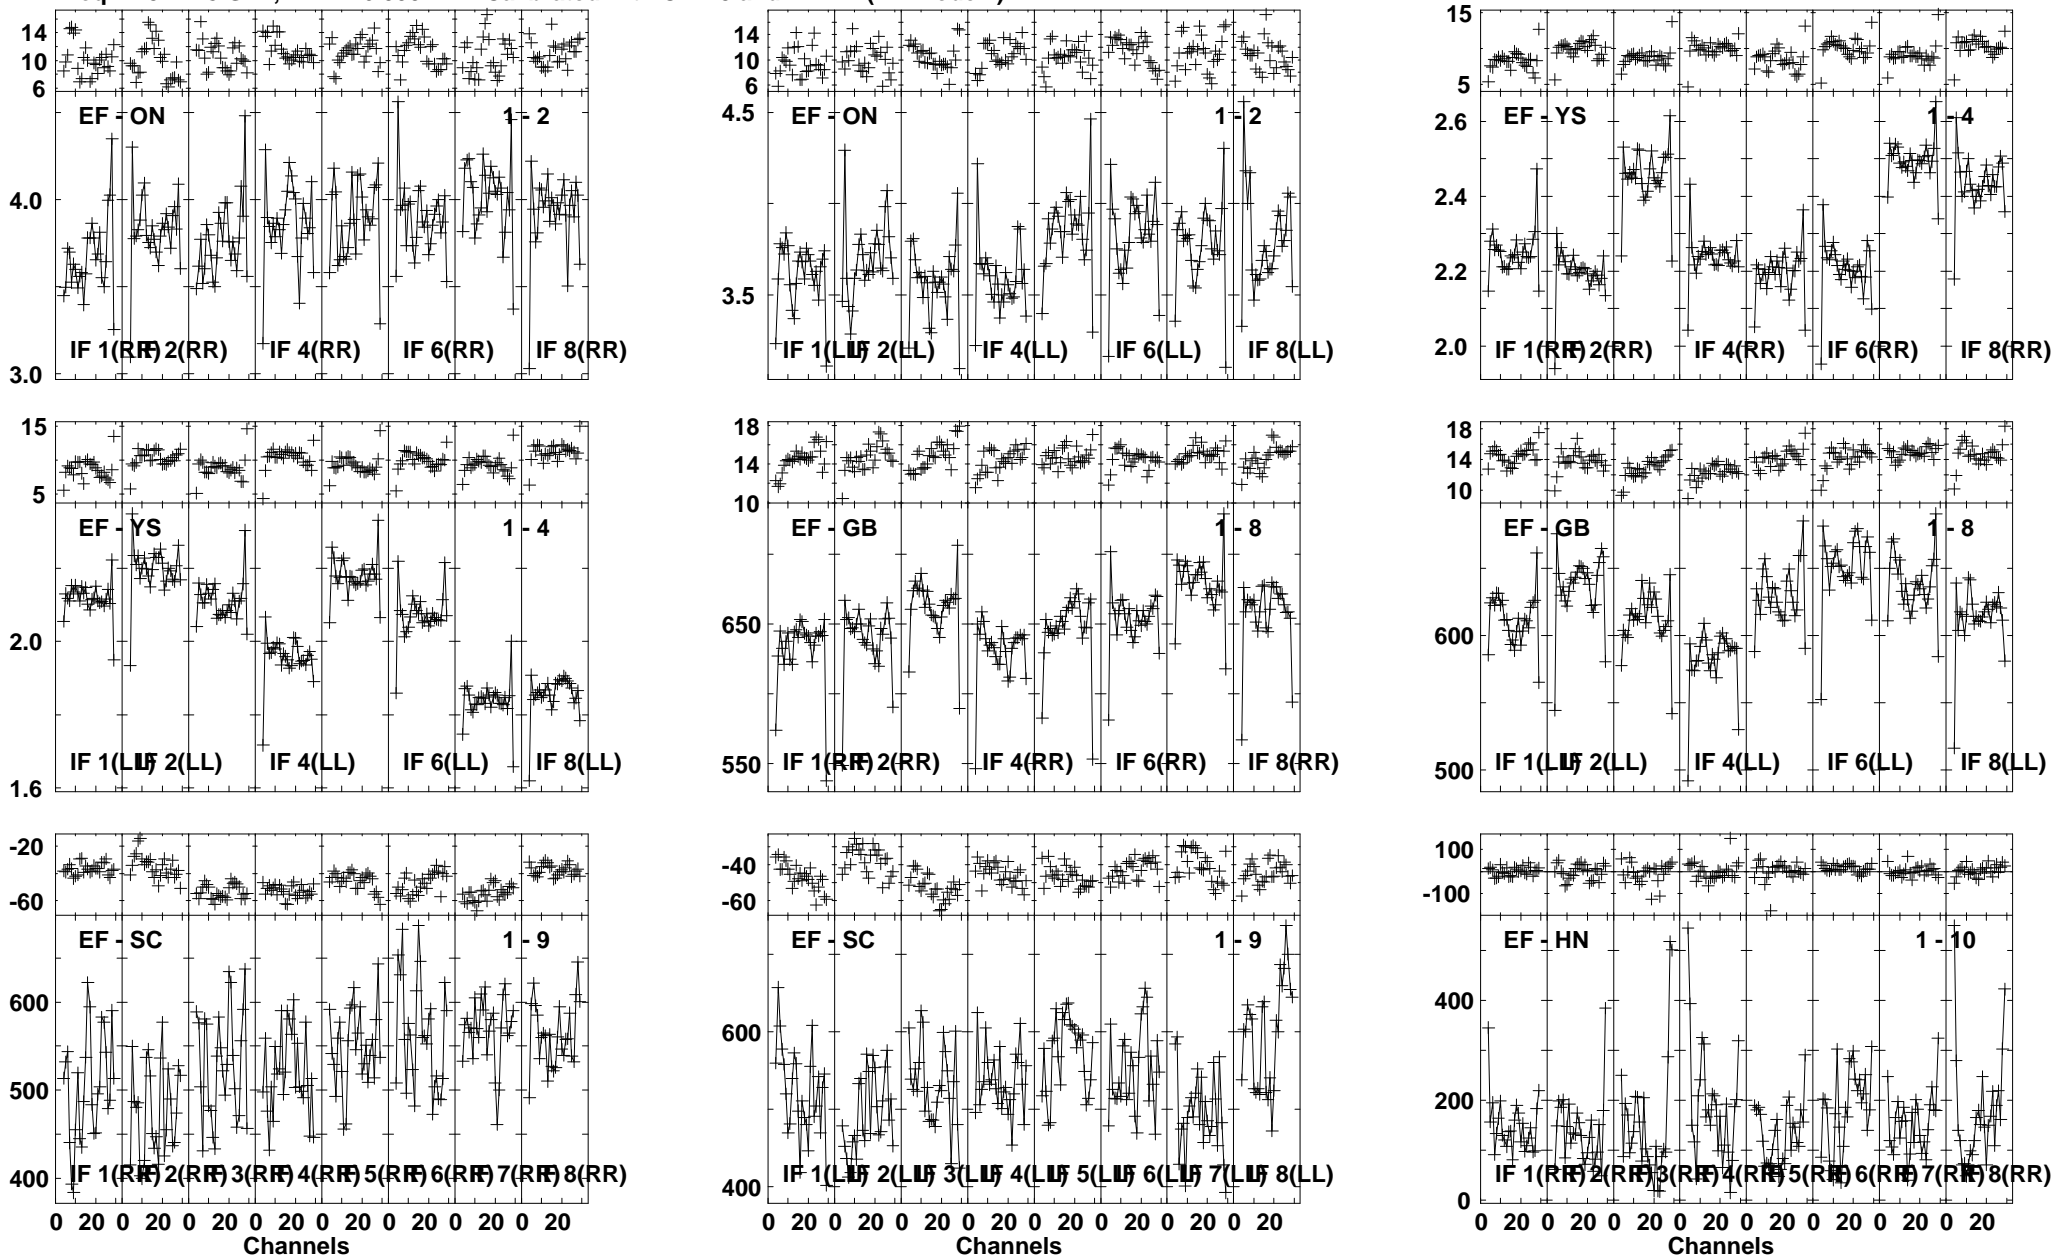 14
10
6
EF - ON 1 - 2
4.0
IF 1(RR) IF 2(RR) IF 4(RR) IF 6(RR) IF 8(RR)
3.0
14
10
6
4.5
EF - ON 1 - 2
3.5
IF 1(LL) IF 2(LL) IF 4(LL) IF 6(LL) IF 8(LL)
15
5
2.6
EF - YS 1 - 4
2.4
2.2
2.0
IF 1(RR) IF 2(RR) IF 4(RR) IF 6(RR) IF 8(RR)
15
5
EF - YS 1 - 4
2.0
IF 1(LL) IF 2(LL) IF 4(LL) IF 6(LL) IF 8(LL)
1.6
18
14
10
EF - GB 1 - 8
650
550
IF 1(RR) IF 2(RR) IF 4(RR) IF 6(RR) IF 8(RR)
18
14
10
EF - GB 1 - 8
600
500
IF 1(LL) IF 2(LL) IF 4(LL) IF 6(LL) IF 8(LL)
-20
-60
EF - SC 1 - 9
600
500
400
IF 1(RR) IF 2(RR) IF 3(RR) IF 4(RR) IF 5(RR) IF 6(RR) IF 7(RR) IF 8(RR)
0 20 0 20 0 20 0 20 0 20 0 20 0 20 0 20
Channels
-40
-60
EF - SC 1 - 9
600
400
IF 1(LL) IF 2(LL) IF 3(LL) IF 4(LL) IF 5(LL) IF 6(LL) IF 7(LL) IF 8(LL)
0 20 0 20 0 20 0 20 0 20 0 20 0 20 0 20
Channels
100
-100
EF - HN 1 - 10
400
200
0
IF 1(RR) IF 2(RR) IF 3(RR) IF 4(RR) IF 5(RR) IF 6(RR) IF 7(RR) IF 8(RR)
0 20 0 20 0 20 0 20 0 20 0 20 0 20 0 20
Channels